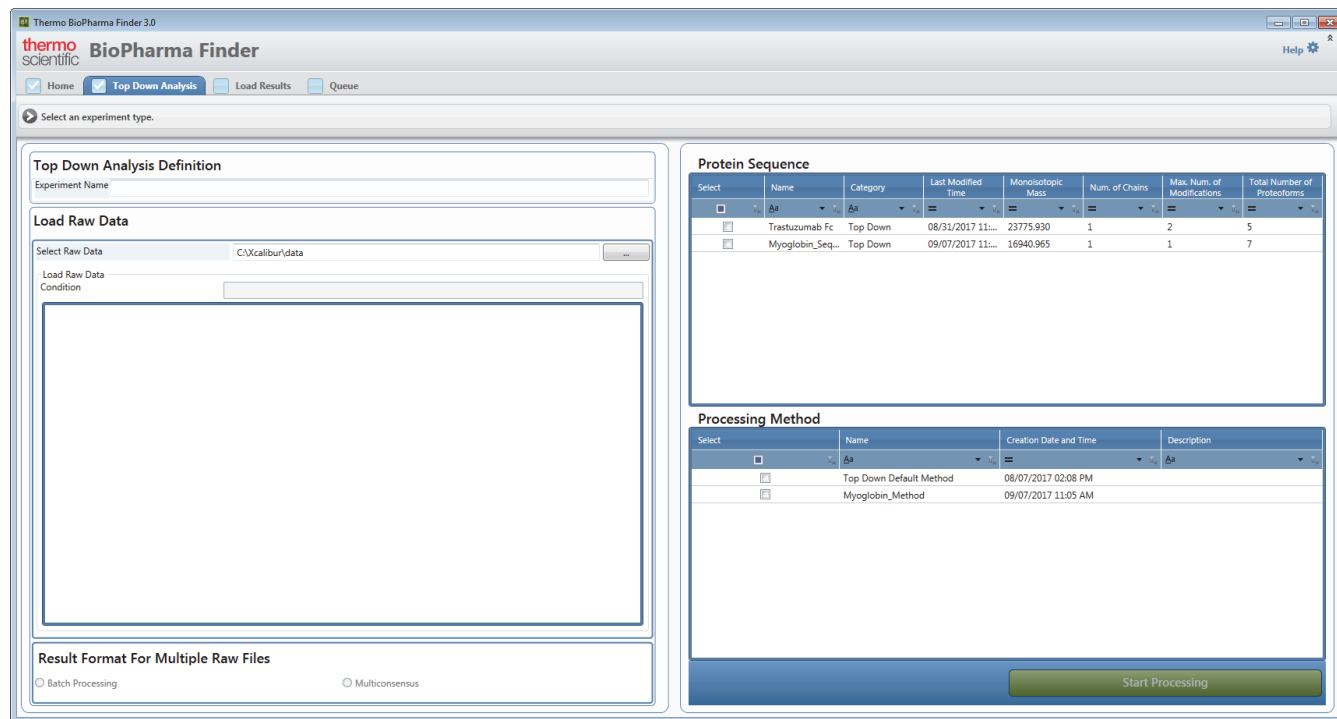 Thermo BioPharma Finder 3.0
thermo
scientific
BioPharma Finder
Help
Home
Top Down Analysis
Load Results
Queue
Select an experiment type.
Top Down Analysis Definition
Experiment Name
Load Raw Data
Select Raw Data C:\Xcalibur\data ...
Load Raw Data
Condition
Result Format For Multiple Raw Files
Batch Processing Multiconsensus
Protein Sequence
Select Name Category Last Modified Time Monoisotopic Mass Num. of Chains Max. Num. of Modifications Total Number of Proteoforms
Aa Aa = = = = =
Trastuzumab Fc Top Down 08/31/2017 11:... 23775.930 1 2 5
Myoglobin_Seq... Top Down 09/07/2017 11:... 16940.965 1 1 7
Processing Method
Select Name Creation Date and Time Description
Aa = Aa
Top Down Default Method 08/07/2017 02:08 PM
Myoglobin_Method 09/07/2017 11:05 AM
Start Processing